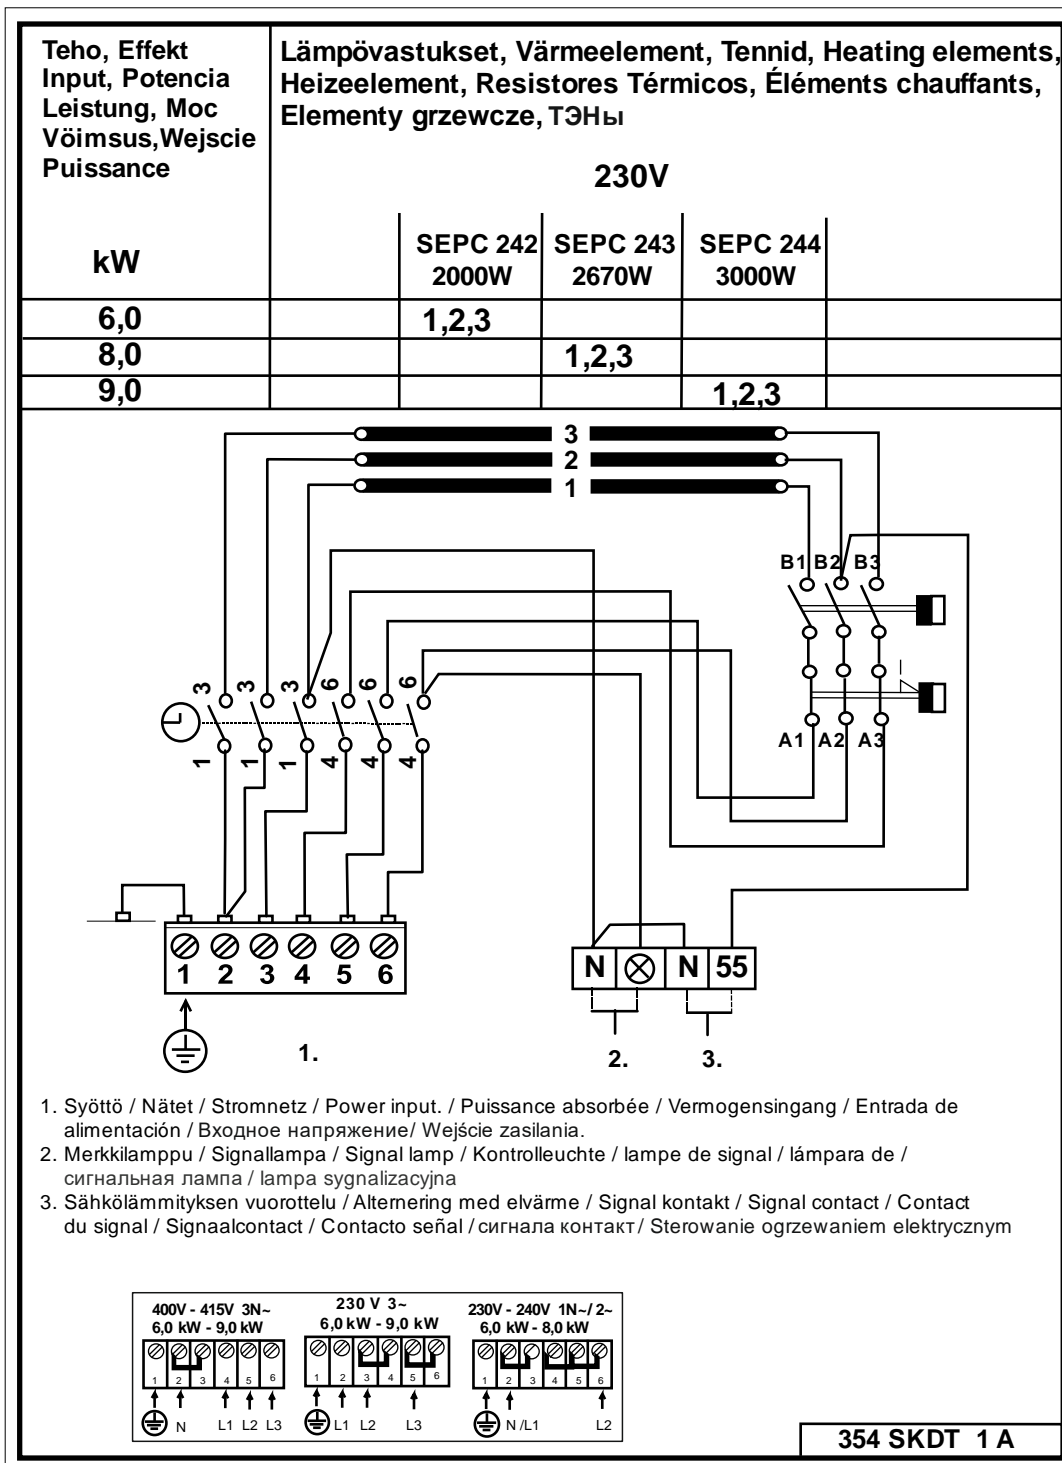 Teho, Effekt
Input, Potencia
Leistung, Moc
Vöimsus,Wejscie
Puissance
Lämpövastukset, Värmeelement, Tennid, Heating elements,
Heizeelement, Resistores Térmicos, Éléments chauffants,
Elementy grzewcze, ТЭНы
230V
kW
SEPC 242
2000W
SEPC 243
2670W
SEPC 244
3000W
6,0 1,2,3
8,0 1,2,3
9,0 1,2,3
3
2
1
B1 B2 B3
3 3 3 6 6 6
A1 A2 A3
1 1 1 4 4 4
1 2 3 4 5 6
N N 55
1. 2. 3.
1. Syöttö / Nätet / Stromnetz / Power input. / Puissance absorbée / Vermogensingang / Entrada de
alimentación / Входное напряжение/ Wejście zasilania.
2. Merkkilamppu / Signallampa / Signal lamp / Kontrolleuchte / lampe de signal / lámpara de /
сигнальная лампа / lampa sygnalizacyjna
3. Sähkölämmityksen vuorottelu / Alternering med elvärme / Signal kontakt / Signal contact / Contact
du signal / Signaalcontact / Contacto señal / сигнала контакт/ Sterowanie ogrzewaniem elektrycznym
400V - 415V 3N~
6,0 kW - 9,0 kW
1 2 3 4 5 6
N L1 L2 L3
230 V 3~
6,0 kW - 9,0 kW
1 2 3 4 5 6
L1 L2 L3
230V - 240V 1N~/ 2~
6,0 kW - 8,0 kW
1 2 3 4 5 6
N /L1 L2
354 SKDT 1 A